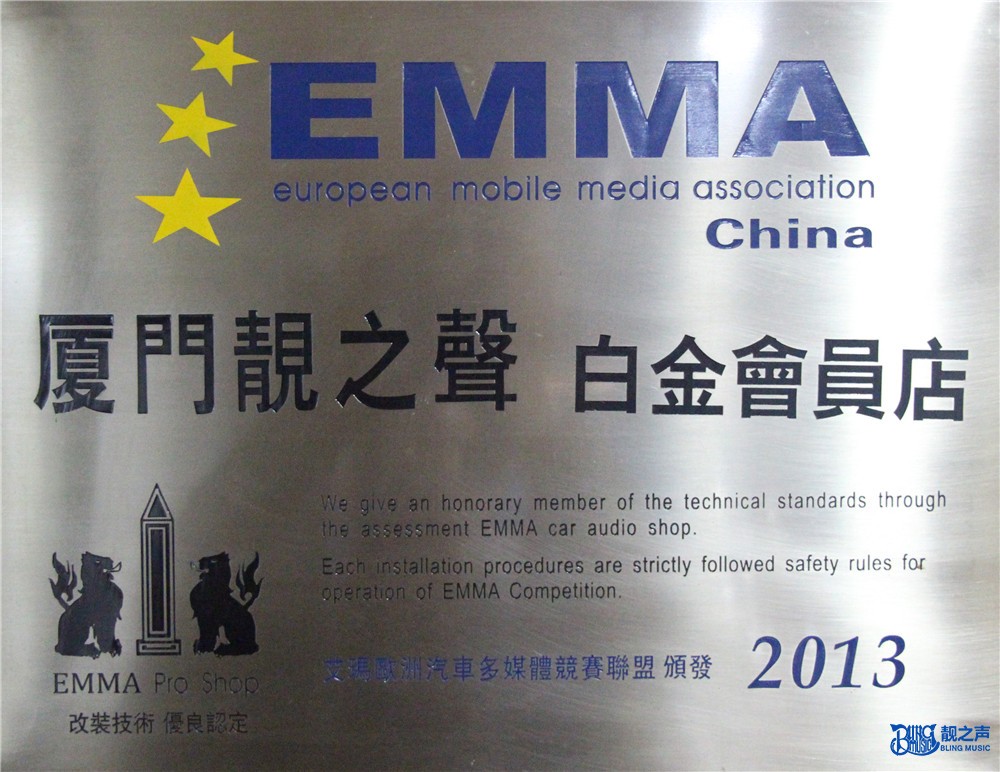 EMMA
european mobile media association
China
厦門靚之聲 白金會員店
We give an honorary member of the technical standards through
the assessment EMMA car audio shop.
Each installation procedures are strictly followed safety rules for
operation of EMMA Competition.
艾瑪歐洲汽車多媒體競賽聯盟 頒發
2013
EMMA Pro Shop
改裝技術 優良認定
BLING MUSIC
靚之声
BLING MUSIC